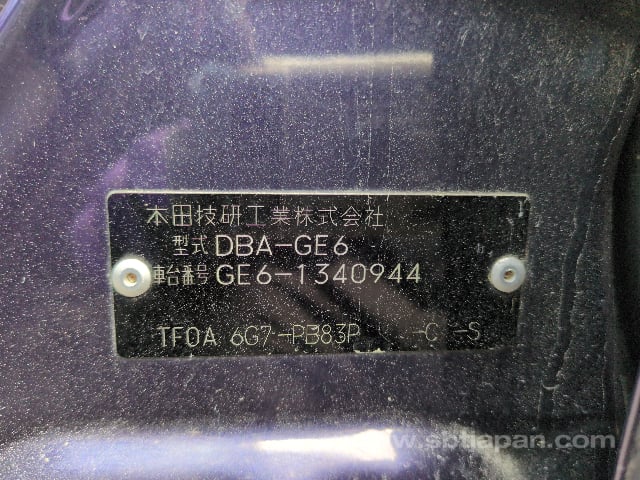 本田技研工業株式会社
型式 DBA-GE6
車台番号 GE6-1340944
TF0A 6G7-PB83P -C -S
www.sbtjapan.com